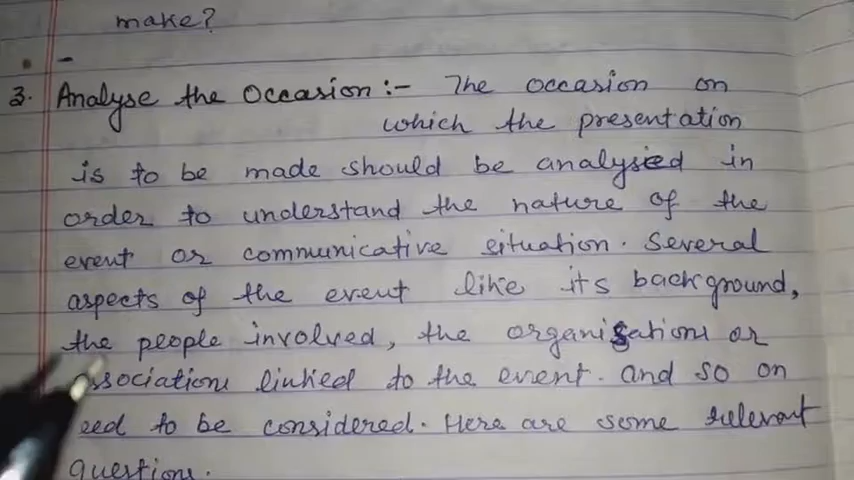 make?
-
3. Analyse the Occasion :- The occasion on
which the presentation
is to be made should be analysed in
order to understand the nature of the
event or communicative situation. Several
aspects of the event like its background,
the people involved, the organisations or
associations linked to the event. and so on
need to be considered. Here are some relevant
questions.